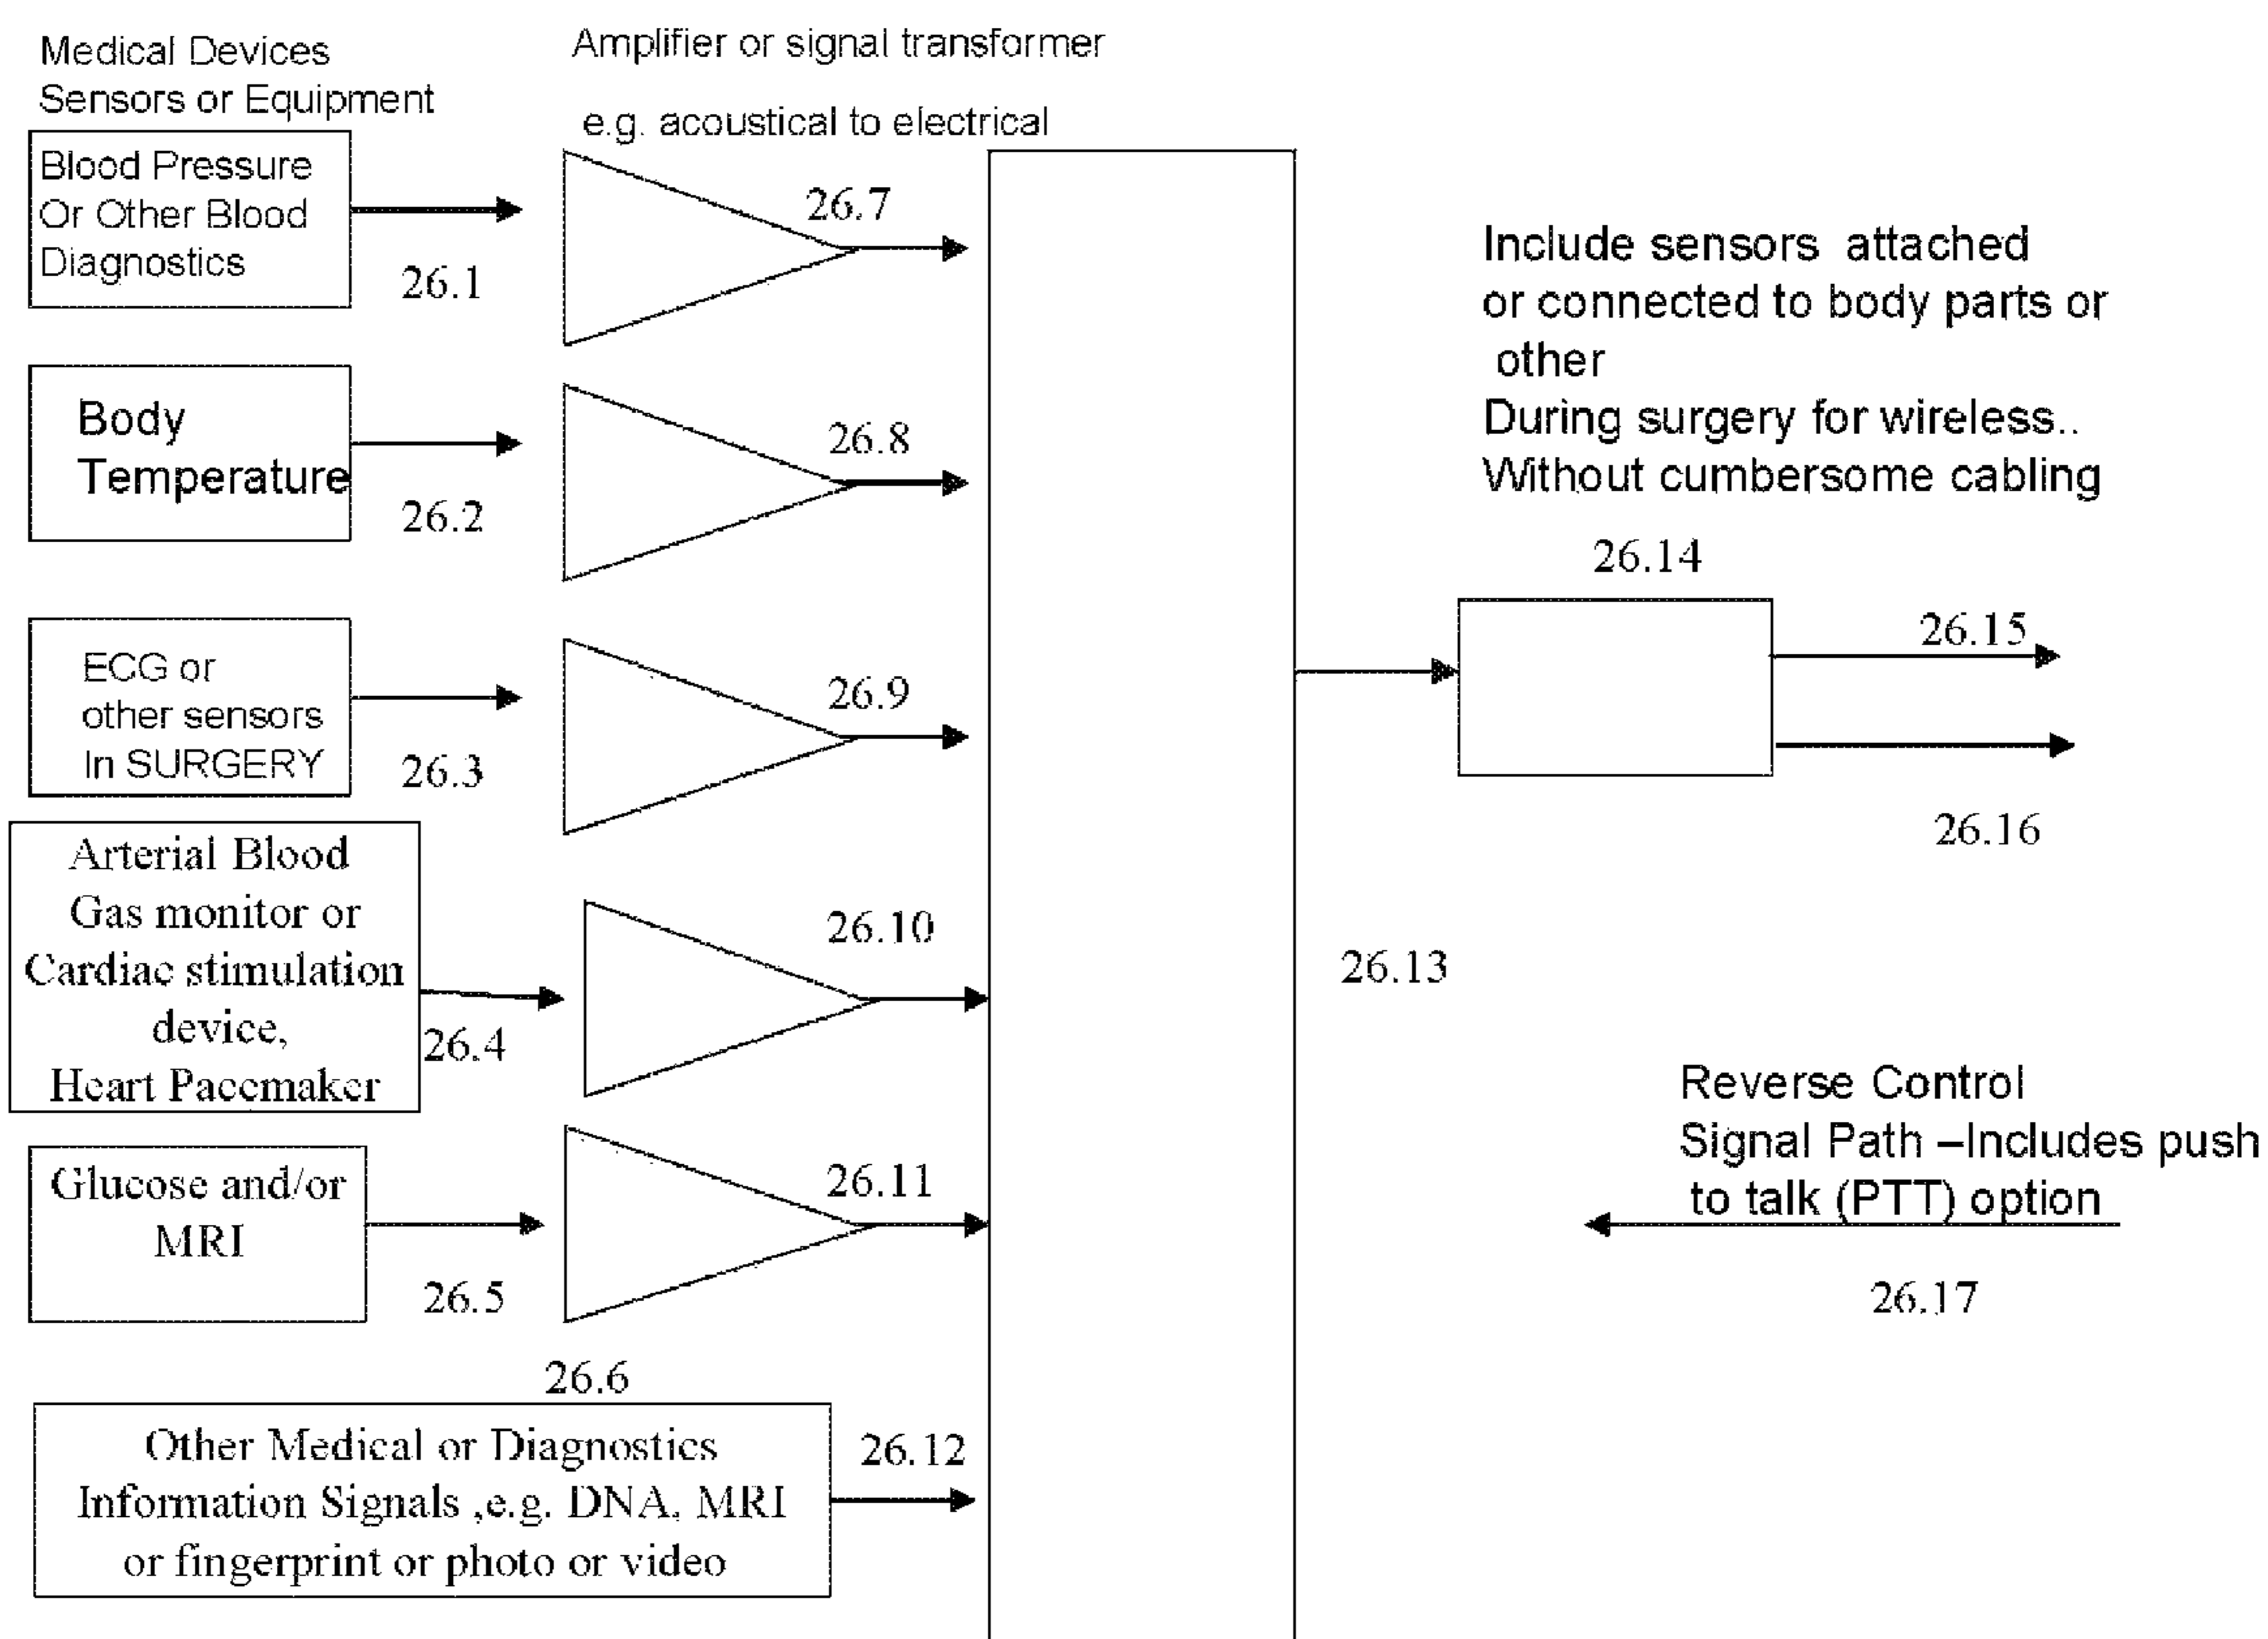 Medical Devices
Sensors or Equipment
Amplifier or signal transformer
e.g. acoustical to electrical
Blood Pressure
Or Other Blood
Diagnostics
26.1
26.7
Body
Temperature
26.2
26.8
ECG or
other sensors
In SURGERY
26.3
26.9
Arterial Blood
Gas monitor or
Cardiac stimulation
device,
Heart Pacemaker
26.4
26.10
Glucose and/or
MRI
26.5
26.11
26.6
Other Medical or Diagnostics
Information Signals ,e.g. DNA, MRI
or fingerprint or photo or video
26.12
26.13
Include sensors attached
or connected to body parts or
other
During surgery for wireless..
Without cumbersome cabling
26.14
26.15
26.16
Reverse Control
Signal Path –Includes push
to talk (PTT) option
26.17